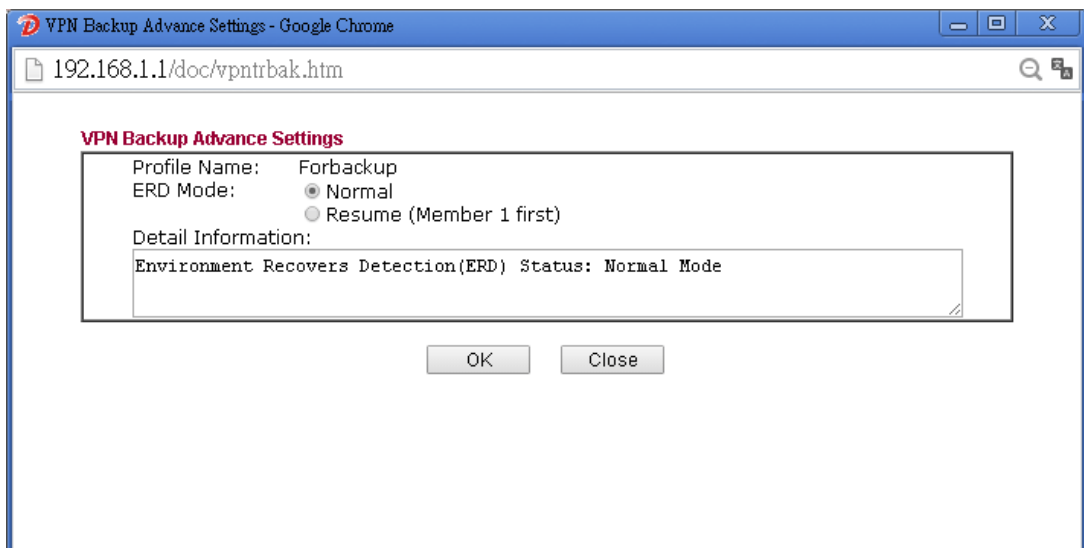 VPN Backup Advance Settings - Google Chrome
192.168.1.1/doc/vpntrbak.htm
VPN Backup Advance Settings
Profile Name: Forbackup
ERD Mode: Normal
Resume (Member 1 first)
Detail Information:
Environment Recovers Detection(ERD) Status: Normal Mode
OK Close